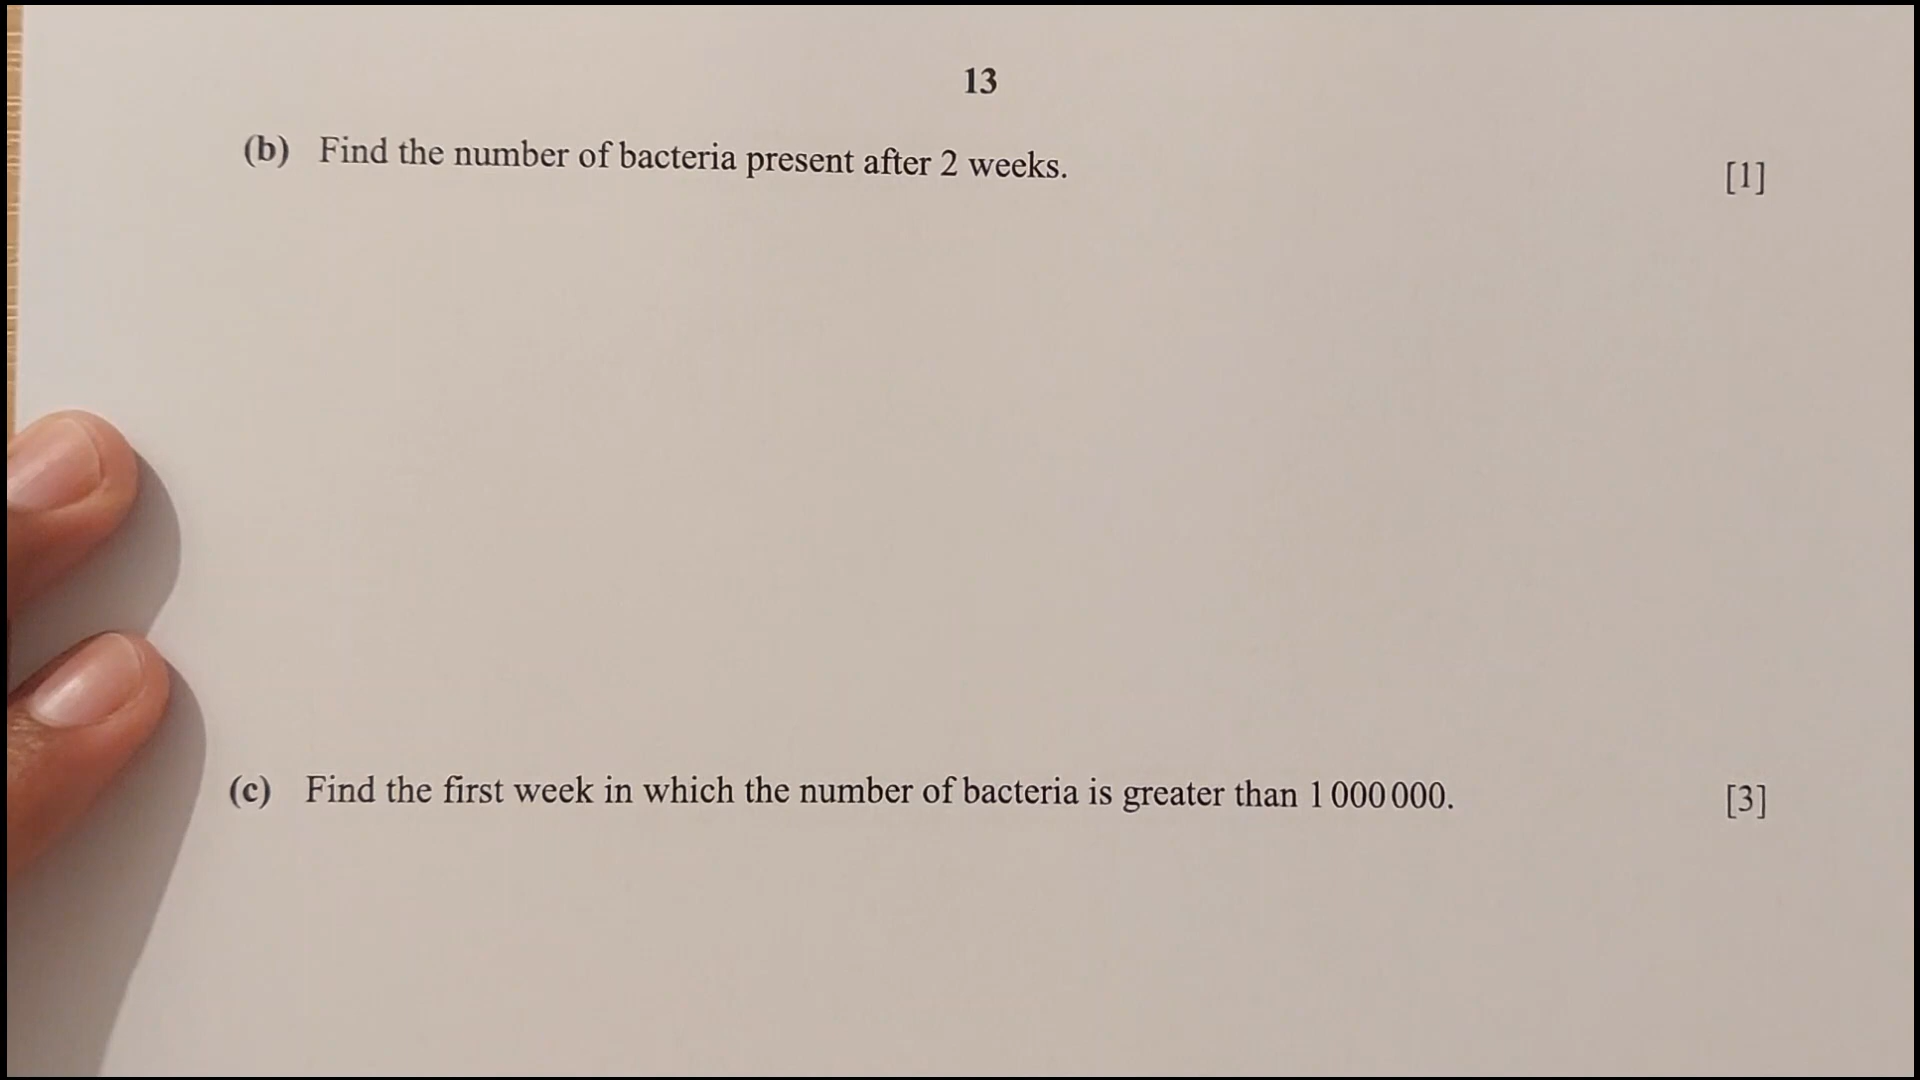 13
(b) Find the number of bacteria present after 2 weeks. [1]
(c) Find the first week in which the number of bacteria is greater than 1 000 000. [3]